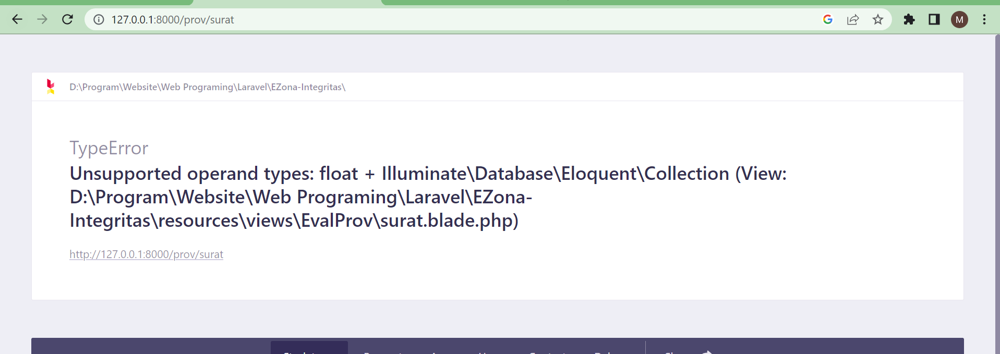 127.0.0.1:8000/prov/surat
M
D:\Program\Website\Web Programing\Laravel\EZona-Integritas\
TypeError
Unsupported operand types: float + Illuminate\Database\Eloquent\Collection (View:
D:\Program\Website\Web Programing\Laravel\EZona-
Integritas\resources\views\EvalProv\surat.blade.php)
http://127.0.0.1:8000/prov/surat